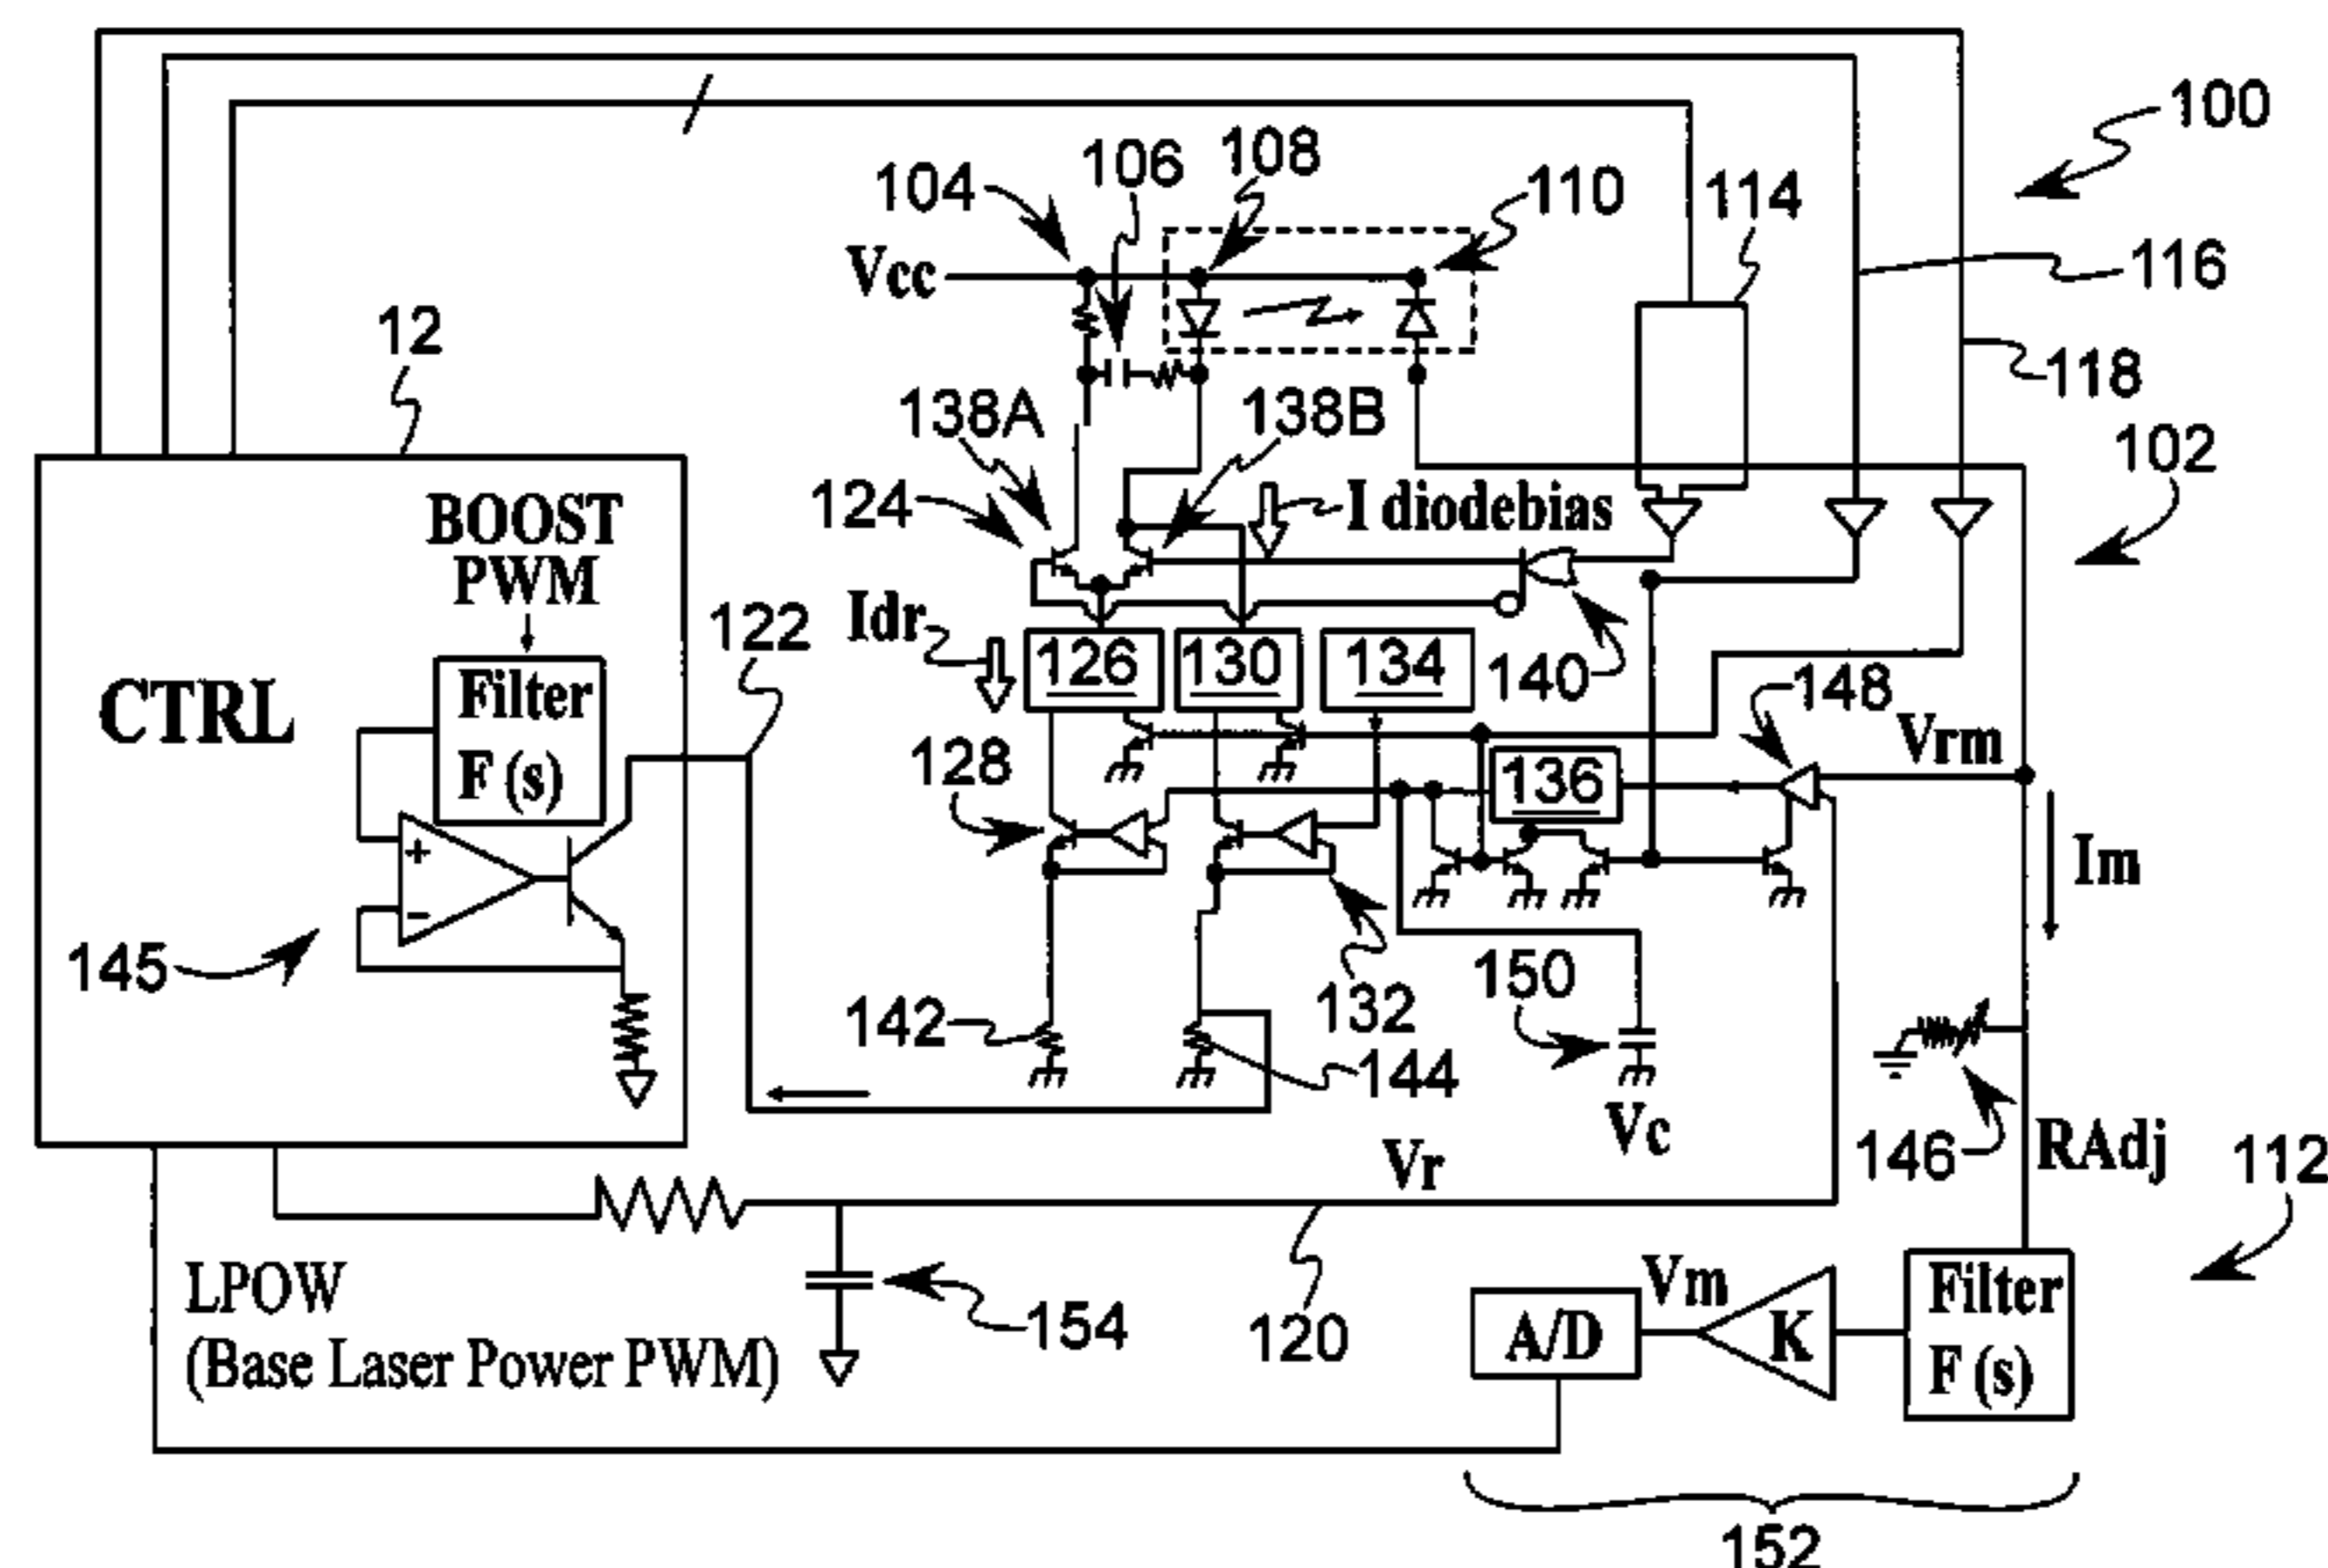 100
104
106
108
110
114
116
Vcc
12
118
138A
138B
102
124
BOOST
PWM
I diodebias
122
Idr
126
130
134
140
CTRL
Filter
F (s)
148
Vrm
128
136
+
−
Im
145
142
132
150
144
Vc
146
RAdj
112
Vr
LPOW
(Base Laser Power PWM)
154
120
Vm
A/D
K
Filter
F (s)
152